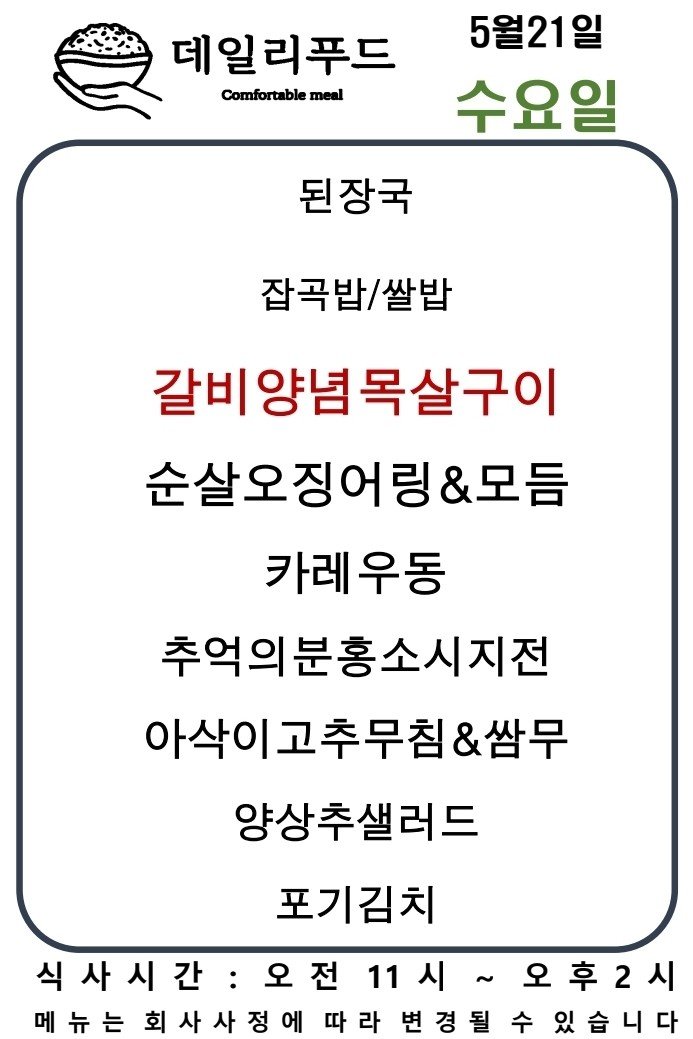 데일리푸드
Comfortable meal
5월21일
수요일
된장국
잡곡밥/쌀밥
갈비양념목살구이
순살오징어링&모듬
카레우동
추억의분홍소시지전
아삭이고추무침&쌈무
양상추샐러드
포기김치
식사시간 : 오전 11시 ~ 오후2시
메뉴는 회사사정에 따라 변경될 수 있습니다